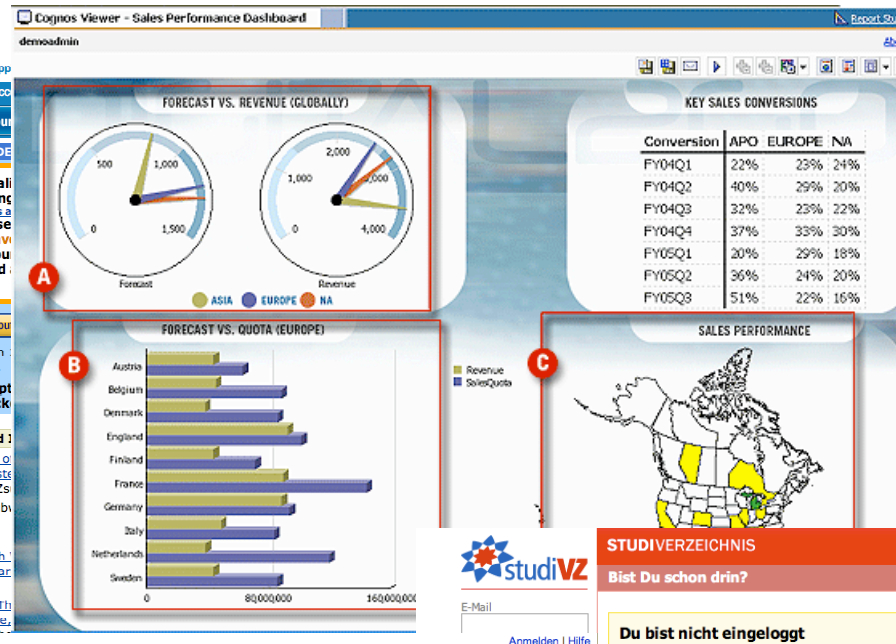 Cognos Viewer - Sales Performance Dashboard
Report Stu
demoadmin
Ab
FORECAST VS. REVENUE (GLOBALLY)
500
1,000
0
1,500
Forecast
1,000
2,000
0
4,000
Revenue
ASIA EUROPE NA
A
KEY SALES CONVERSIONS
Conversion APO EUROPE NA
FY04Q1 22% 23% 24%
FY04Q2 40% 29% 20%
FY04Q3 32% 23% 22%
FY04Q4 37% 33% 30%
FY05Q1 20% 29% 18%
FY05Q2 36% 24% 20%
FY05Q3 51% 22% 16%
FORECAST VS. QUOTA (EUROPE)
B
Austria
Belgium
Denmark
England
Finland
France
Germany
Italy
Netherlands
Sweden
0 80,000,000 160,000,000
Revenue
SalesQuota
C
SALES PERFORMANCE
studiVZ
E-Mail
Anmelden | Hilfe
STUDIVERZEICHNIS
Bist Du schon drin?
Du bist nicht eingeloggt